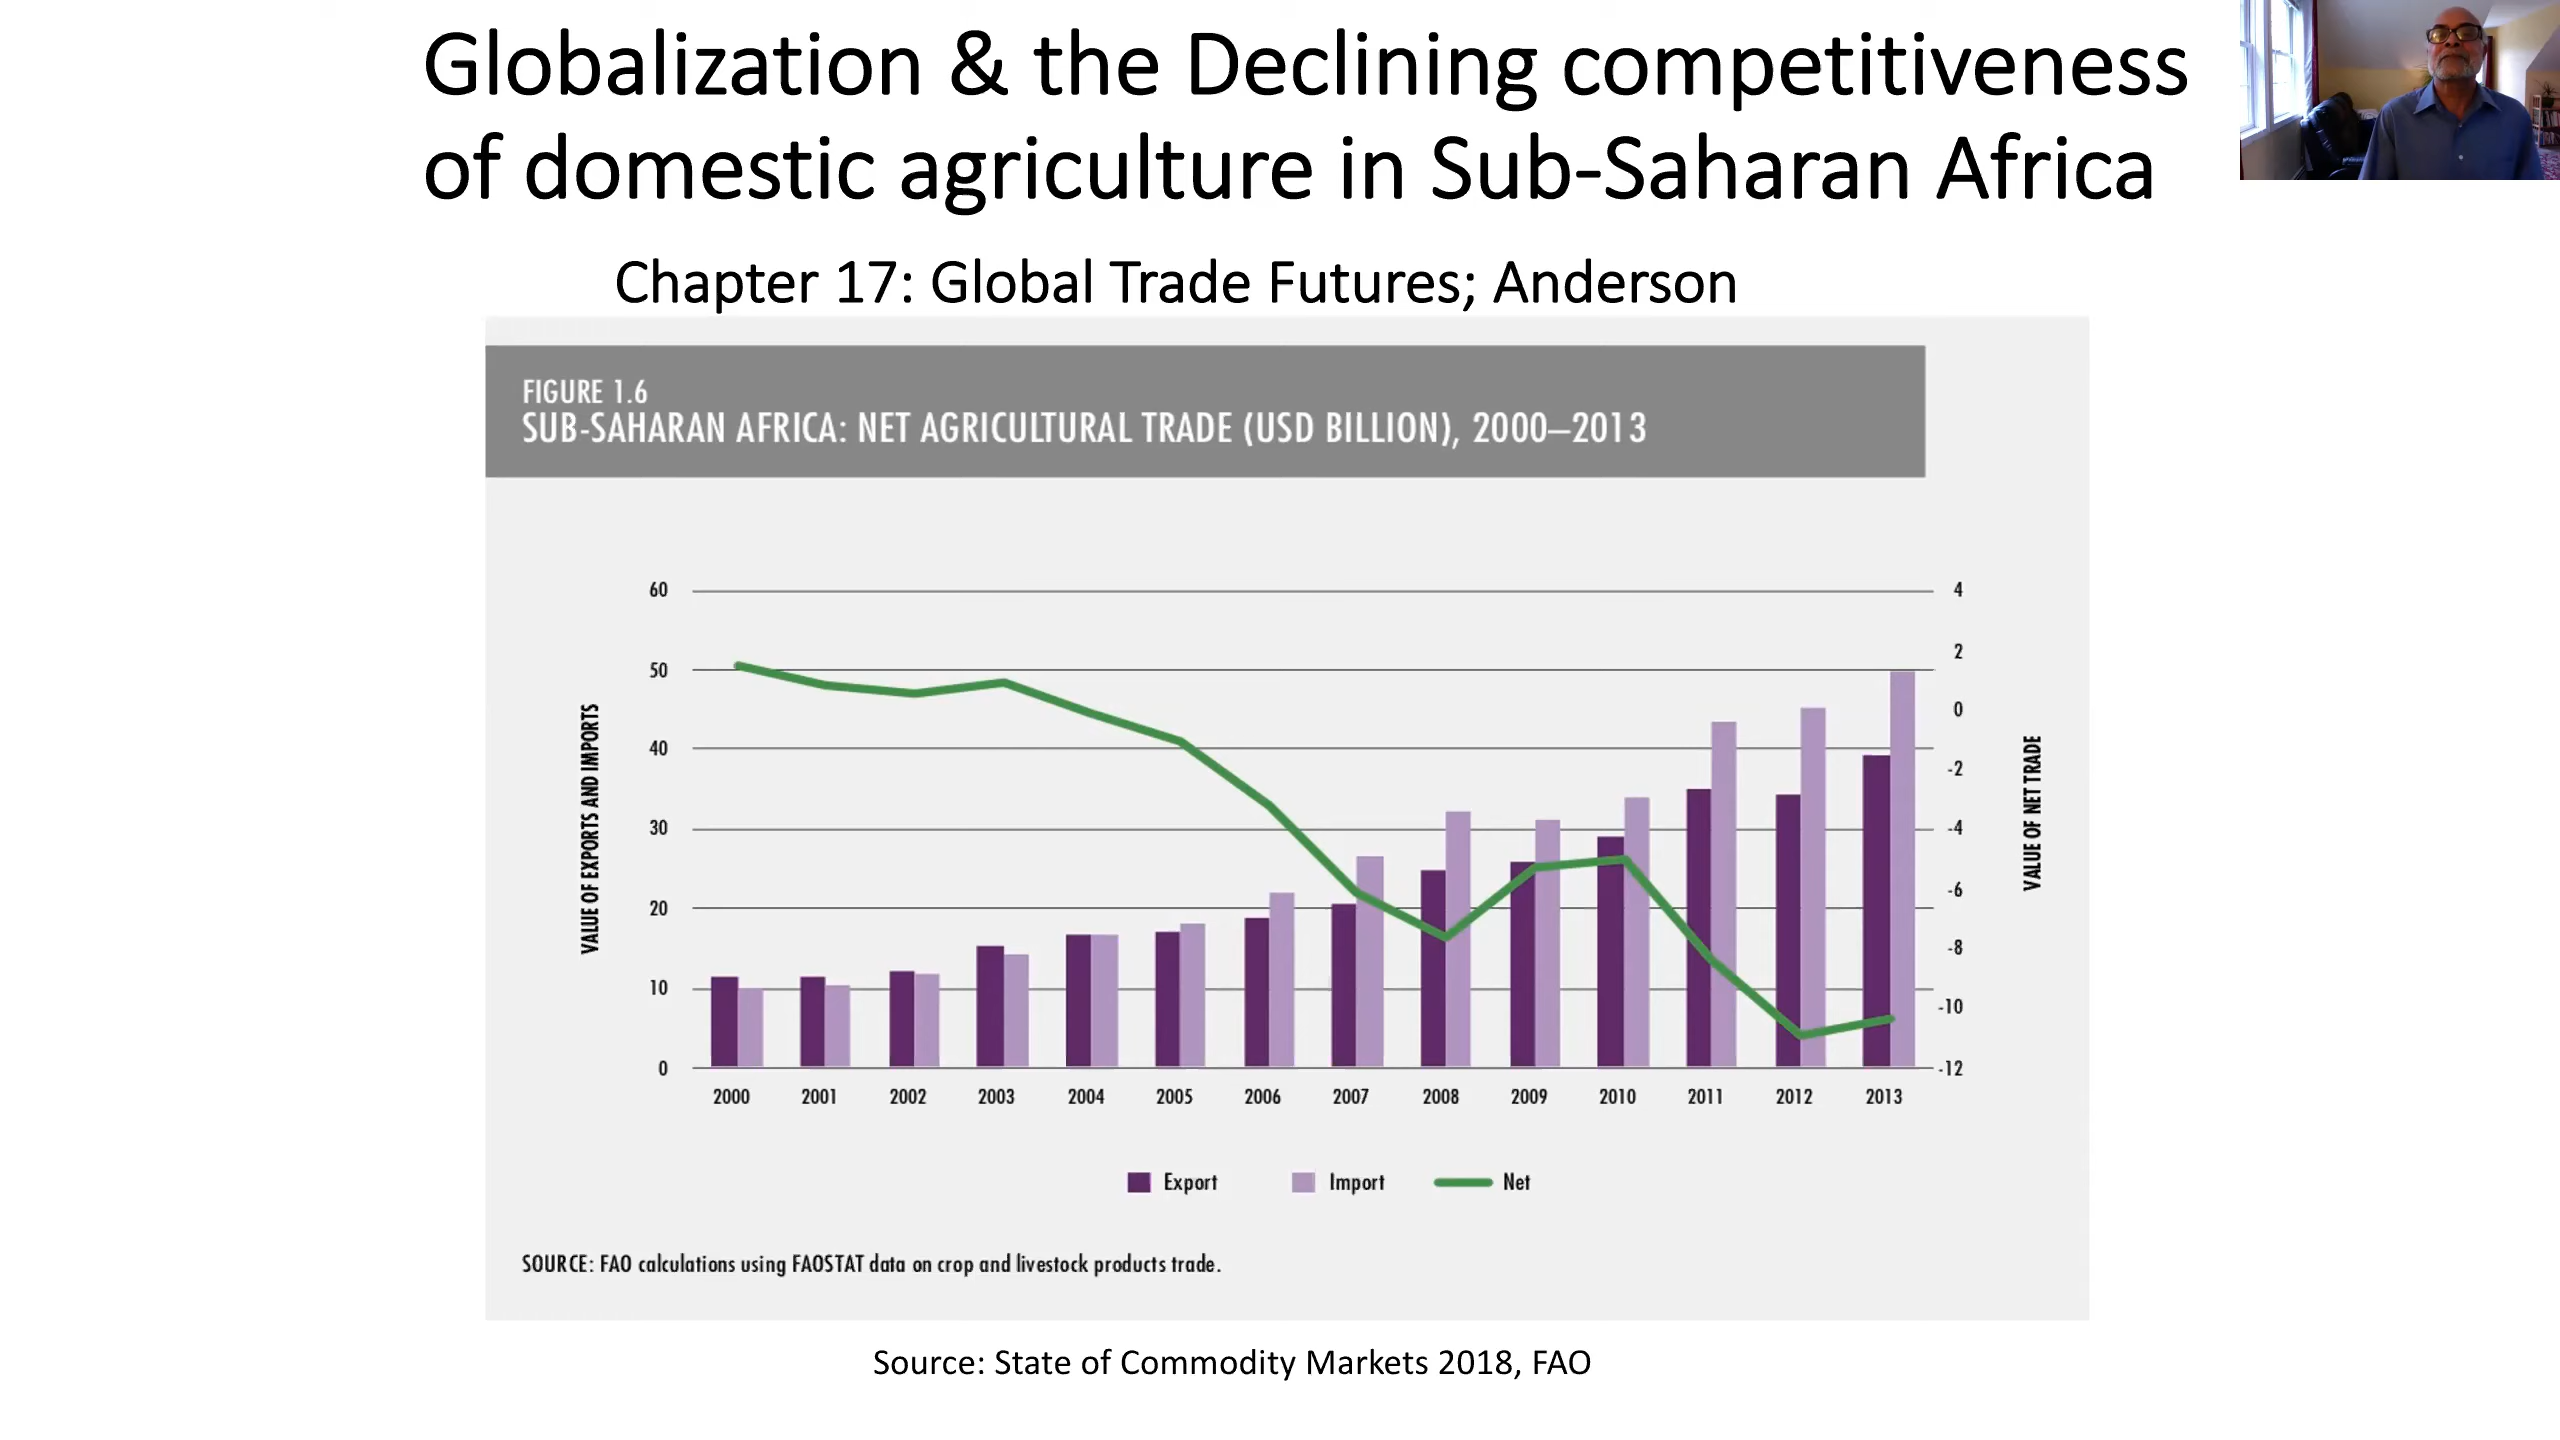 Globalization & the Declining competitiveness
of domestic agriculture in Sub-Saharan Africa
Chapter 17: Global Trade Futures; Anderson
FIGURE 1.6
SUB-SAHARAN AFRICA: NET AGRICULTURAL TRADE (USD BILLION), 2000–2013
VALUE OF EXPORTS AND IMPORTS
60
50
40
30
20
10
0
4
2
0
-2
-4
-6
-8
-10
-12
VALUE OF NET TRADE
2000 2001 2002 2003 2004 2005 2006 2007 2008 2009 2010 2011 2012 2013
Export Import Net
SOURCE: FAO calculations using FAOSTAT data on crop and livestock products trade.
Source: State of Commodity Markets 2018, FAO